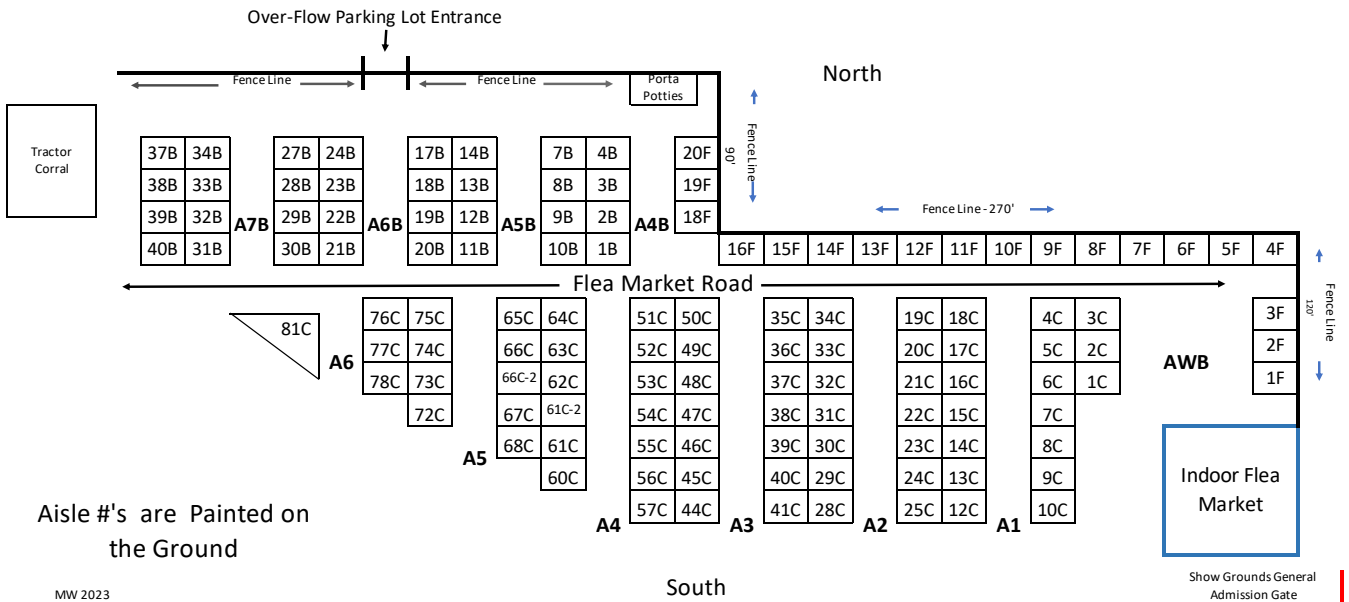 Over-Flow Parking Lot Entrance
North
Fence Line
Fence Line
Porta
Potties
Tractor
Corral
37B 34B 27B 24B 17B 14B 7B 4B 20F
38B 33B 28B 23B 18B 13B 8B 3B 19F
39B 32B A7B 29B 22B A6B 19B 12B A5B 9B 2B A4B 18F
40B 31B 30B 21B 20B 11B 10B 1B
90'
Fence Line
Fence Line - 270'
16F 15F 14F 13F 12F 11F 10F 9F 8F 7F 6F 5F 4F
Flea Market Road
Fence Line
120'
81C 76C 75C 65C 64C 51C 50C 35C 34C 19C 18C 4C 3C 3F
77C 74C 66C 63C 52C 49C 36C 33C 20C 17C 5C 2C 2F
A6 78C 73C 66C-2 62C 53C 48C 37C 32C 21C 16C 6C 1C AWB 1F
72C 67C 61C-2 54C 47C 38C 31C 22C 15C 7C
A5 68C 61C 55C 46C 39C 30C 23C 14C 8C
60C 56C 45C 40C 29C 24C 13C 9C
A4 57C 44C A3 41C 28C A2 25C 12C A1 10C
Indoor Flea
Market
Aisle #'s are Painted on
the Ground
MW 2023
South
Show Grounds General
Admission Gate